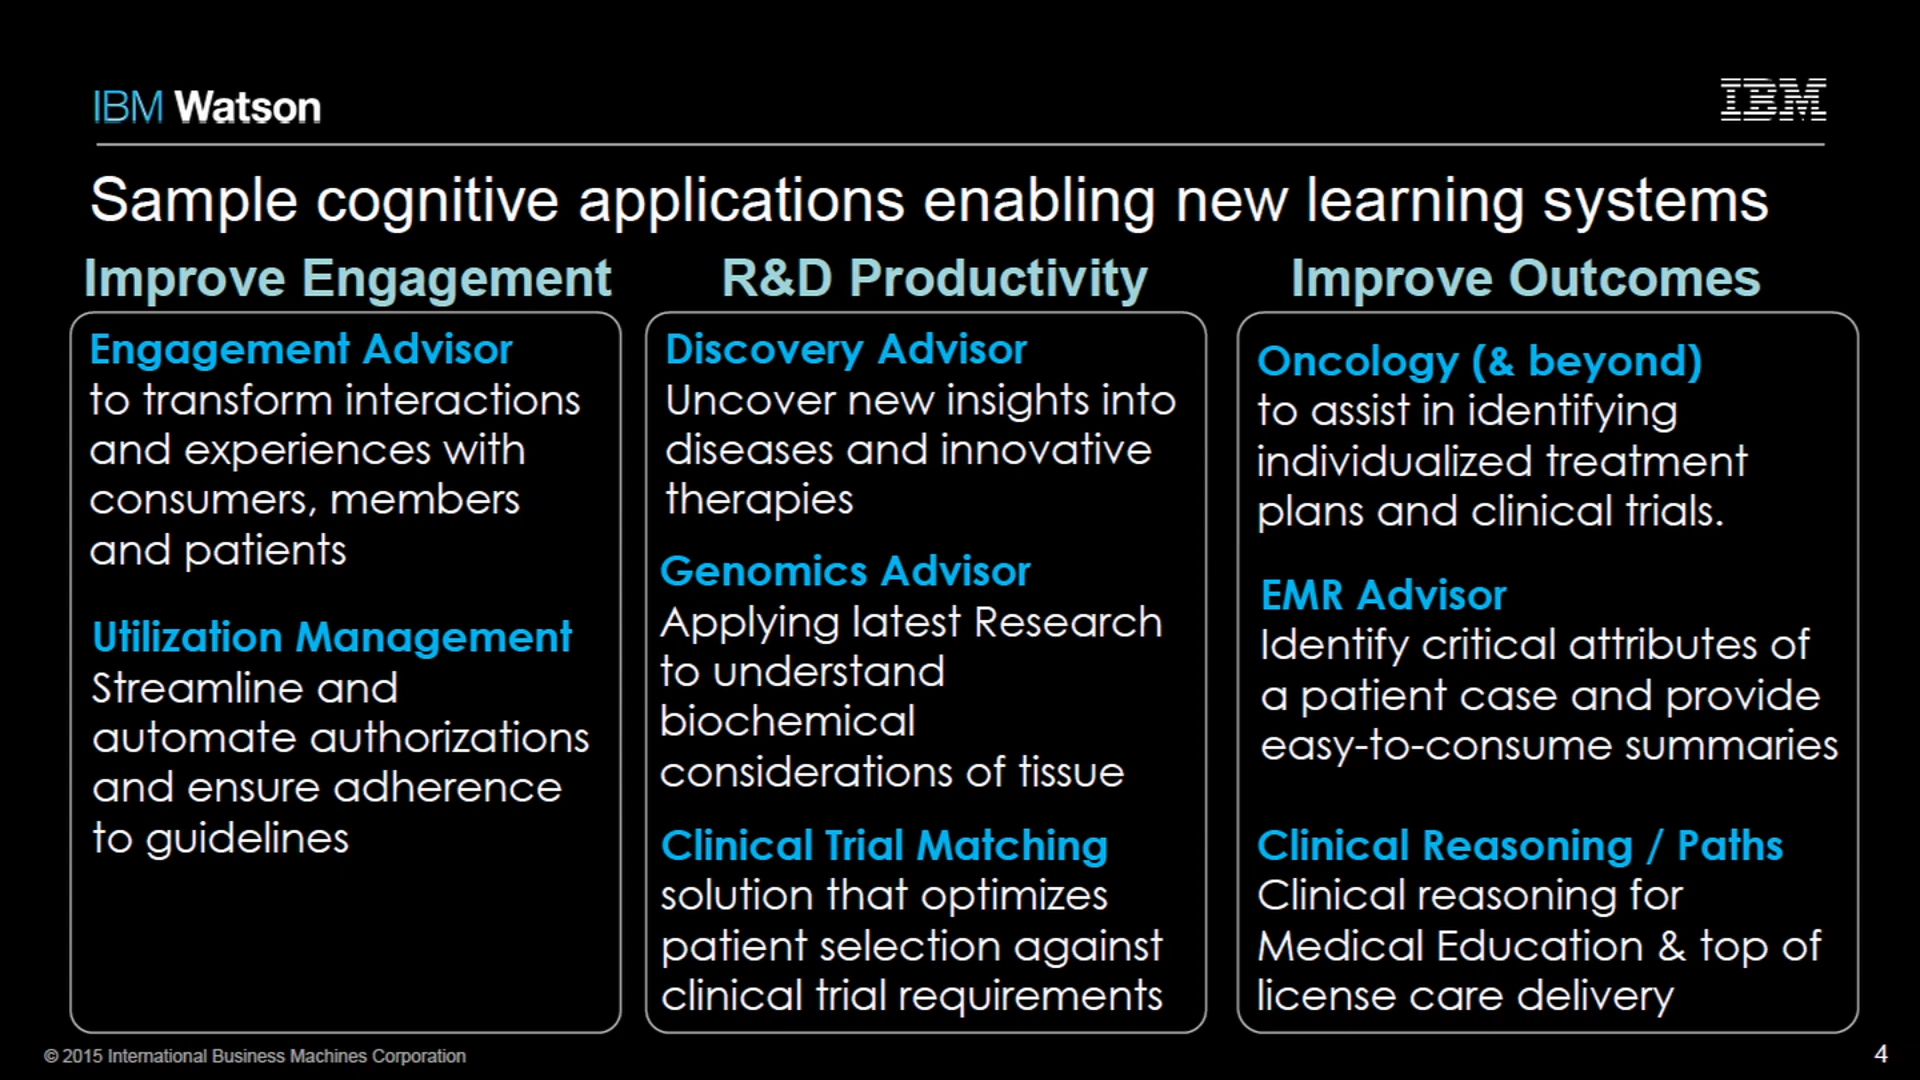 IBM Watson
IBM
Sample cognitive applications enabling new learning systems
Improve Engagement
Engagement Advisor
to transform interactions
and experiences with
consumers, members
and patients
Utilization Management
Streamline and
automate authorizations
and ensure adherence
to guidelines
R&D Productivity
Discovery Advisor
Uncover new insights into
diseases and innovative
therapies
Genomics Advisor
Applying latest Research
to understand
biochemical
considerations of tissue
Clinical Trial Matching
solution that optimizes
patient selection against
clinical trial requirements
Improve Outcomes
Oncology (& beyond)
to assist in identifying
individualized treatment
plans and clinical trials.
EMR Advisor
Identify critical attributes of
a patient case and provide
easy-to-consume summaries
Clinical Reasoning / Paths
Clinical reasoning for
Medical Education & top of
license care delivery
© 2015 International Business Machines Corporation
4